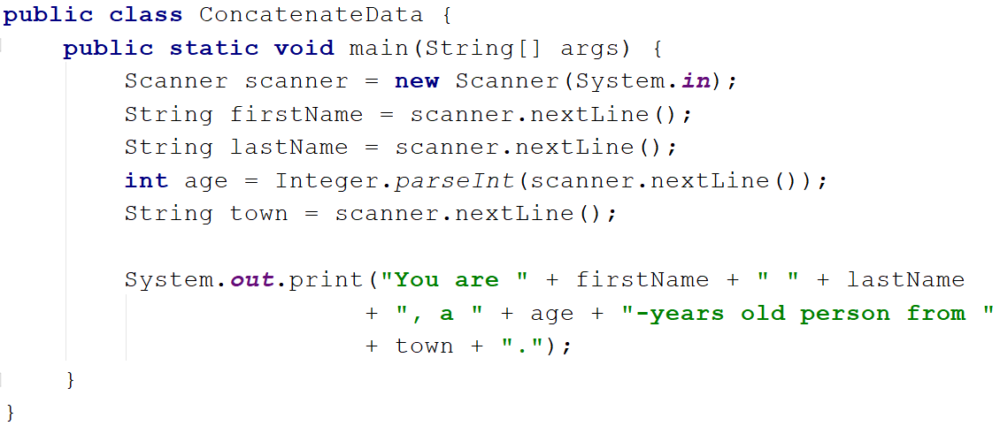 public class ConcatenateData {
    public static void main(String[] args) {
        Scanner scanner = new Scanner(System.in);
        String firstName = scanner.nextLine();
        String lastName = scanner.nextLine();
        int age = Integer.parseInt(scanner.nextLine());
        String town = scanner.nextLine();

        System.out.print("You are " + firstName + " " + lastName
                        + ", a " + age + "-years old person from "
                        + town + ".");
    }
}